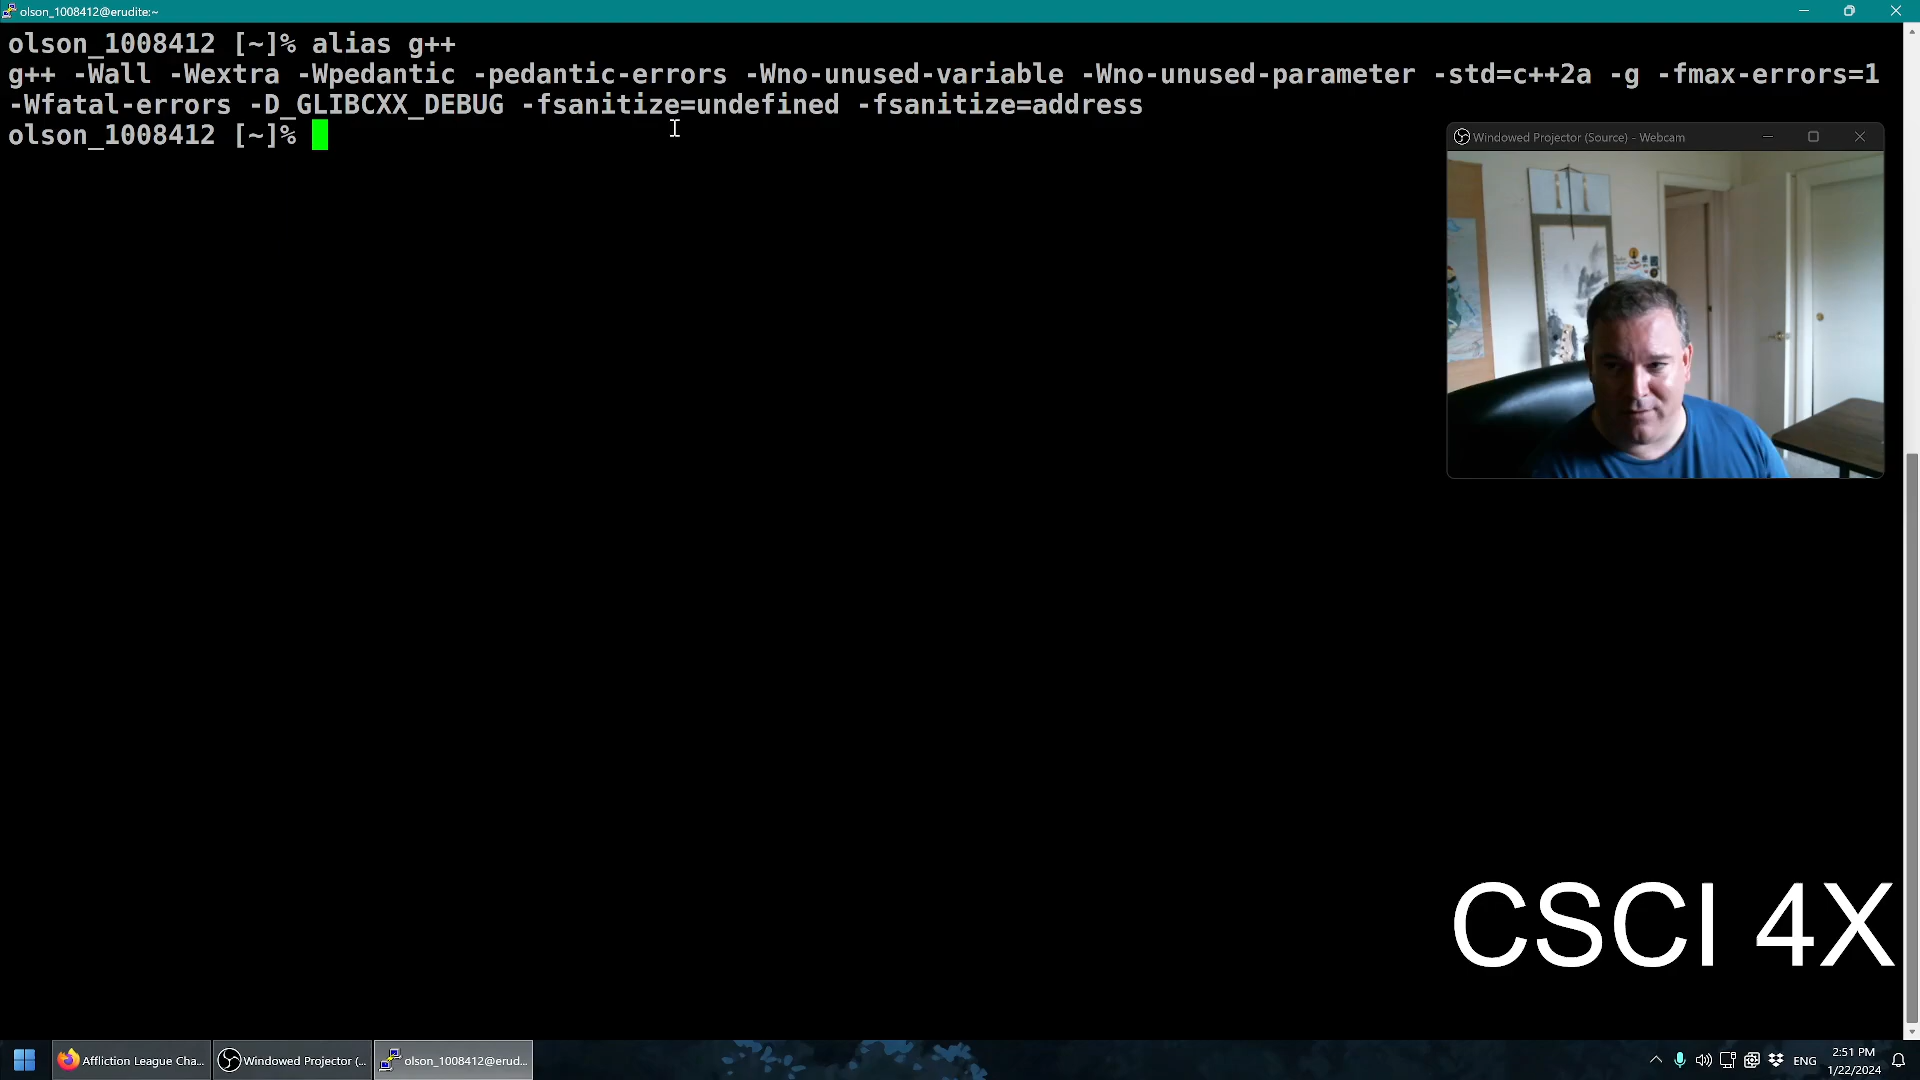 olson_1008412@erudite:~
olson_1008412 [~]% alias g++
g++ -Wall -Wextra -Wpedantic -pedantic-errors -Wno-unused-variable -Wno-unused-parameter -std=c++2a -g -fmax-errors=1
-Wfatal-errors -D_GLIBCXX_DEBUG -fsanitize=undefined -fsanitize=address
olson_1008412 [~]%
Windowed Projector (Source) - Webcam
CSCI 4X
Affliction League Cha...
Windowed Projector (...
olson_1008412@erud...
ENG
2:51 PM
1/22/2024